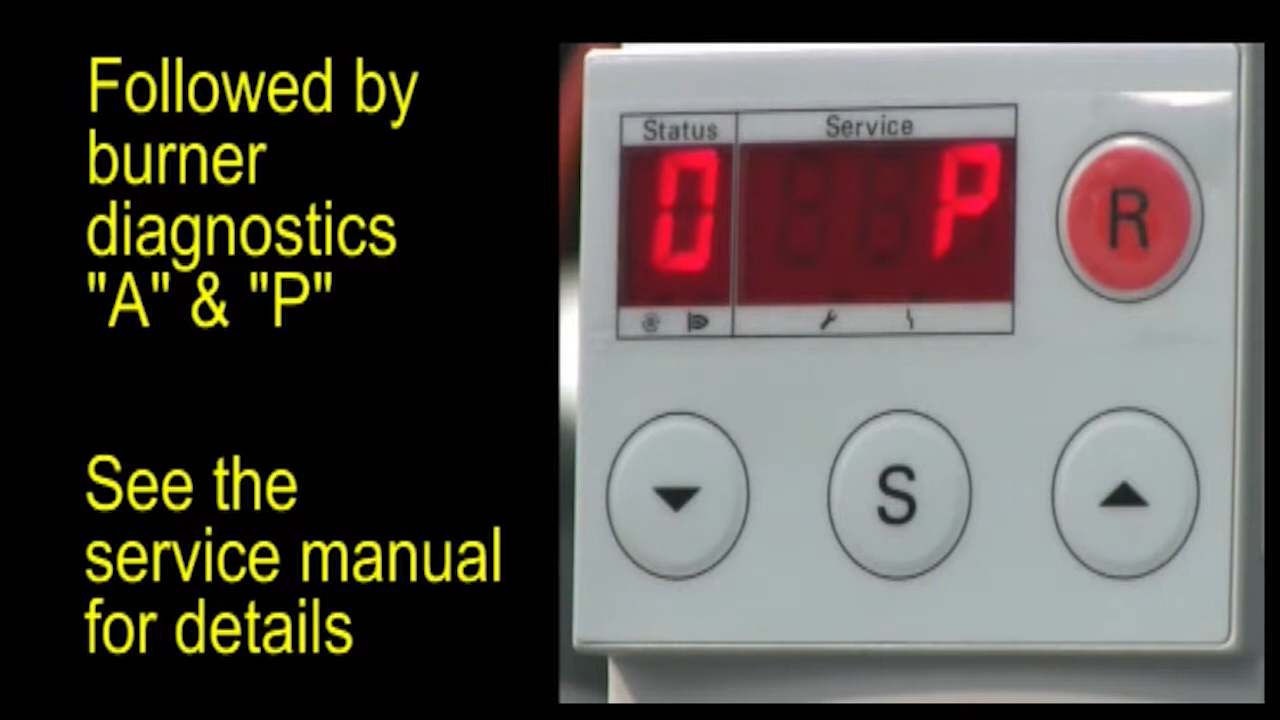 Followed by
burner
diagnostics
"A" & "P"
See the
service manual
for details
Status Service
0 P
R
S